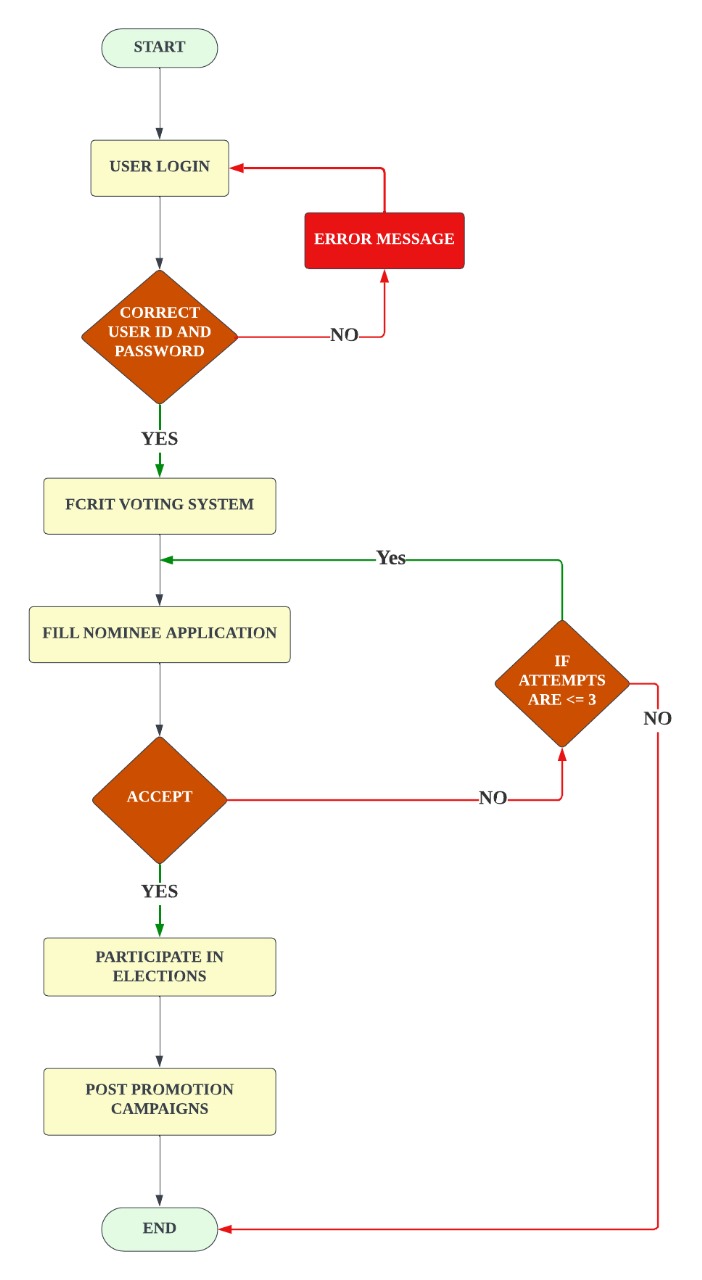 START
USER LOGIN
ERROR MESSAGE
CORRECT
USER ID AND
PASSWORD
NO
YES
FCRIT VOTING SYSTEM
Yes
FILL NOMINEE APPLICATION
IF
ATTEMPTS
ARE <= 3
NO
ACCEPT
NO
YES
PARTICIPATE IN
ELECTIONS
POST PROMOTION
CAMPAIGNS
END